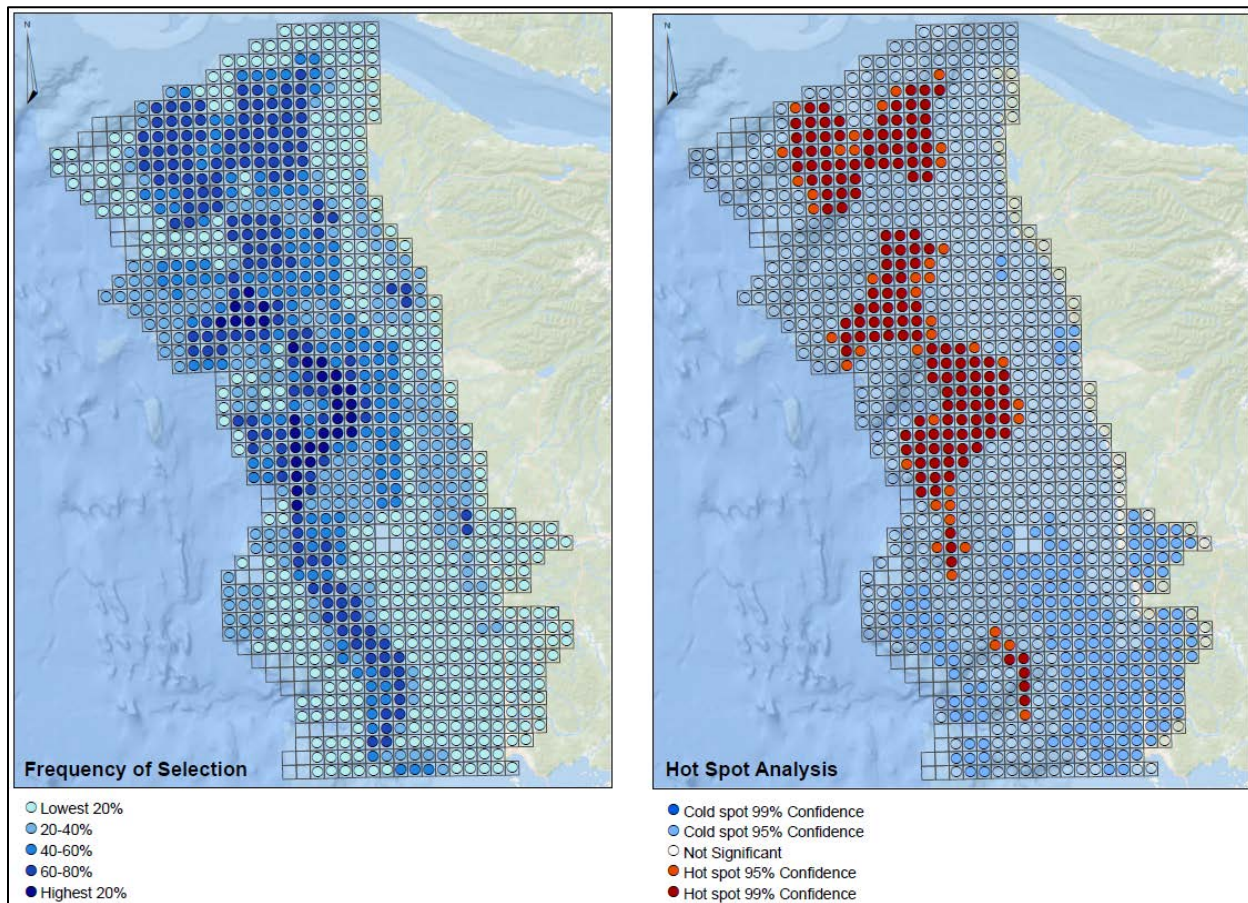 N
N
Frequency of Selection
Hot Spot Analysis
Lowest 20%
20-40%
40-60%
60-80%
Highest 20%
Cold spot 99% Confidence
Cold spot 95% Confidence
Not Significant
Hot spot 95% Confidence
Hot spot 99% Confidence